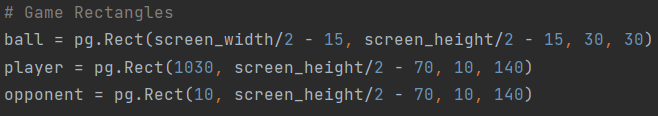 # Game Rectangles
ball = pg.Rect(screen_width/2 - 15, screen_height/2 - 15, 30, 30)
player = pg.Rect(1030, screen_height/2 - 70, 10, 140)
opponent = pg.Rect(10, screen_height/2 - 70, 10, 140)